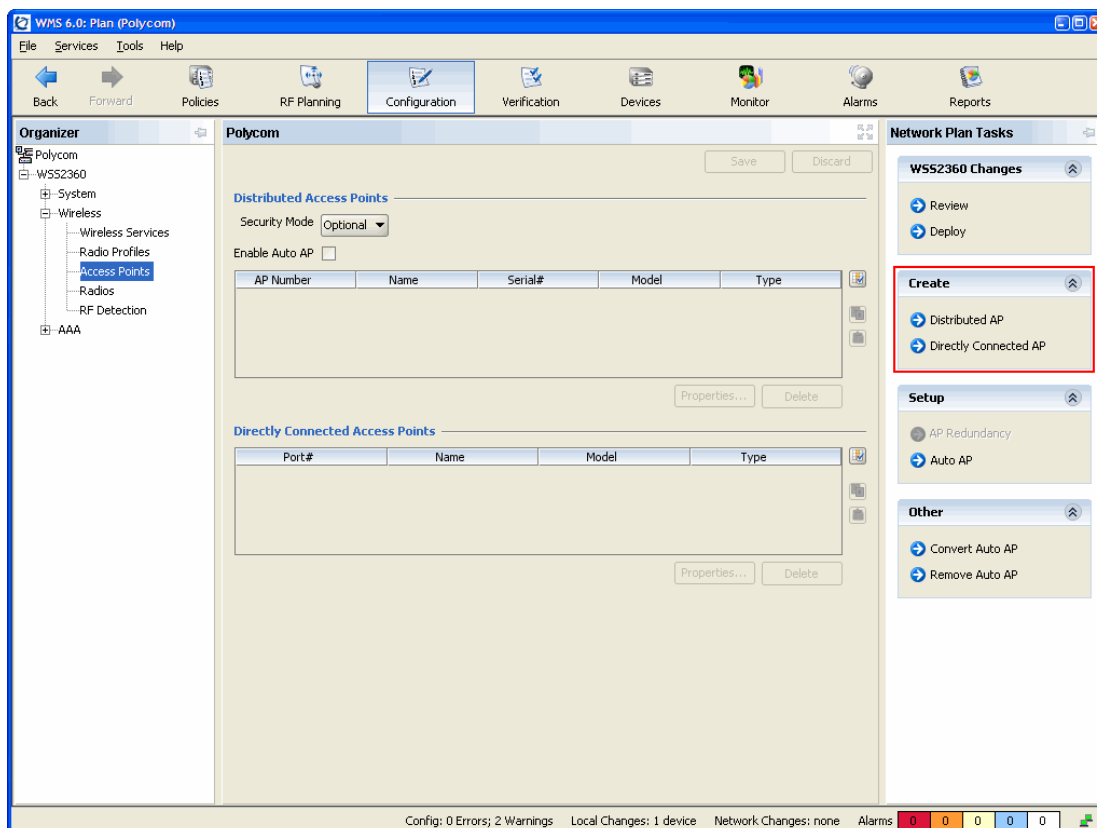 WMS 6.0: Plan (Polycom)
File Services Tools Help
Back Forward Policies RF Planning Configuration Verification Devices Monitor Alarms Reports
Organizer
Polycom
WSS2360
System
Wireless
Wireless Services
Radio Profiles
Access Points
Radios
RF Detection
AAA
Polycom
Save Discard
Distributed Access Points
Security Mode Optional
Enable Auto AP
AP Number Name Serial# Model Type
Properties... Delete
Directly Connected Access Points
Port# Name Model Type
Properties... Delete
Network Plan Tasks
WSS2360 Changes
Review
Deploy
Create
Distributed AP
Directly Connected AP
Setup
AP Redundancy
Auto AP
Other
Convert Auto AP
Remove Auto AP
Config: 0 Errors; 2 Warnings Local Changes: 1 device Network Changes: none Alarms 0 0 0 0 0